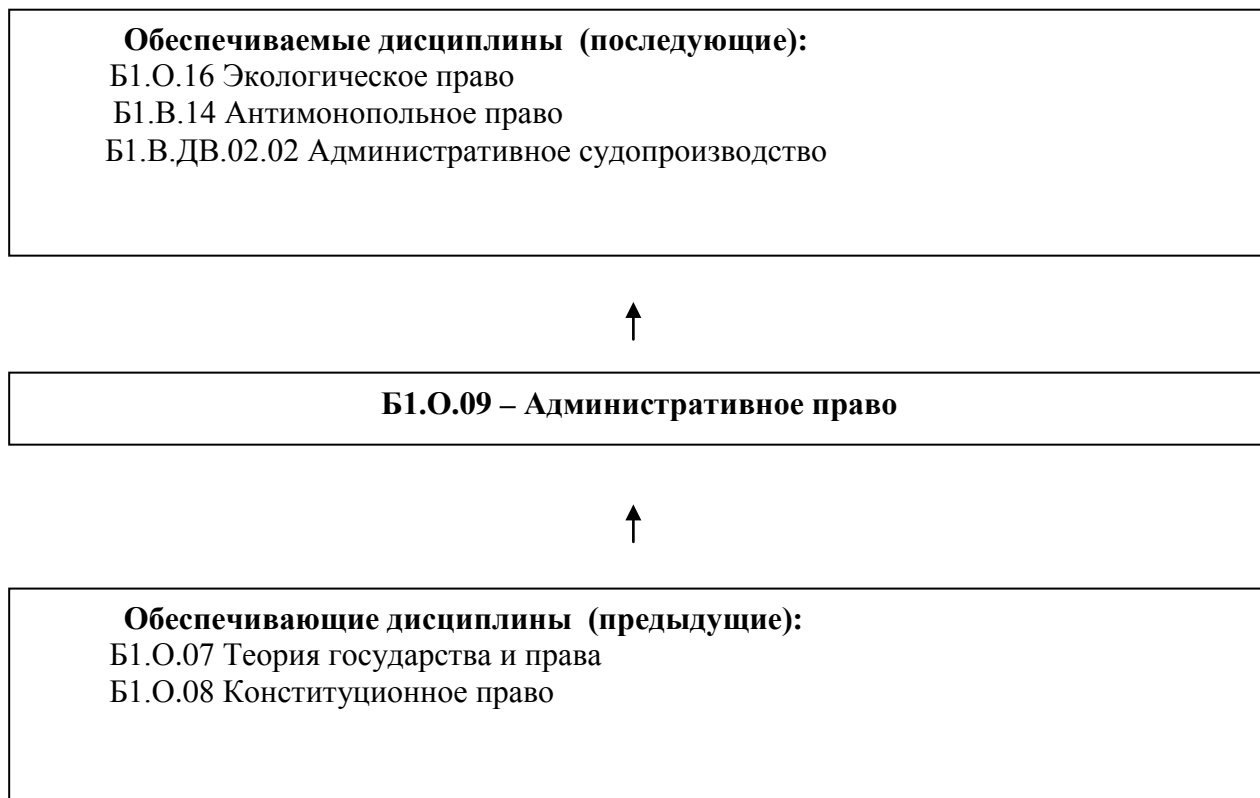 Обеспечиваемые дисциплины (последующие):
Б1.О.16 Экологическое право
Б1.В.14 Антимонопольное право
Б1.В.ДВ.02.02 Административное судопроизводство
Б1.О.09 – Административное право
Обеспечивающие дисциплины (предыдущие):
Б1.О.07 Теория государства и права
Б1.О.08 Конституционное право